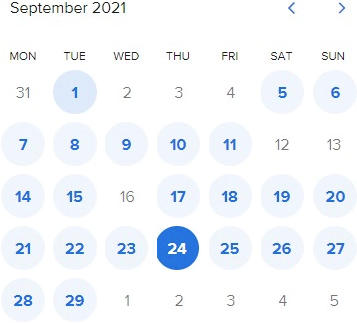 September 2021
MON TUE WED THU FRI SAT SUN
31 1 2 3 4 5 6
7 8 9 10 11 12 13
14 15 16 17 18 19 20
21 22 23 24 25 26 27
28 29 1 2 3 4 5